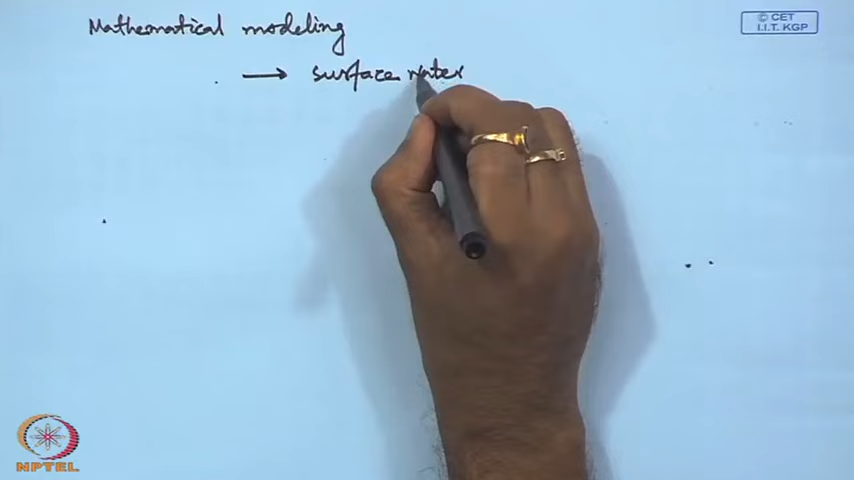 Mathematical modeling
© CET
I.I.T. KGP
→ surface water
NPTEL